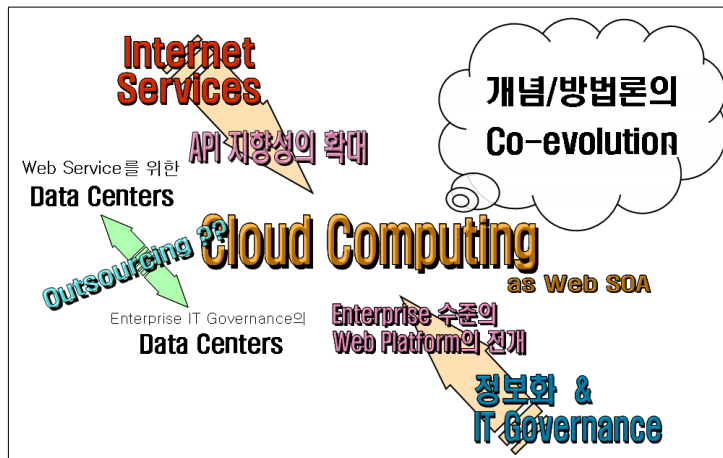 Internet
Services
개념/방법론의
Co-evolution
API 지향성의 확대
Web Service를 위한
Data Centers
Cloud Computing
as Web SOA
Outsourcing ??
Enterprise IT Governance의
Data Centers
Enterprise 수준의
Web Platform의 전개
정보화 &
IT Governance